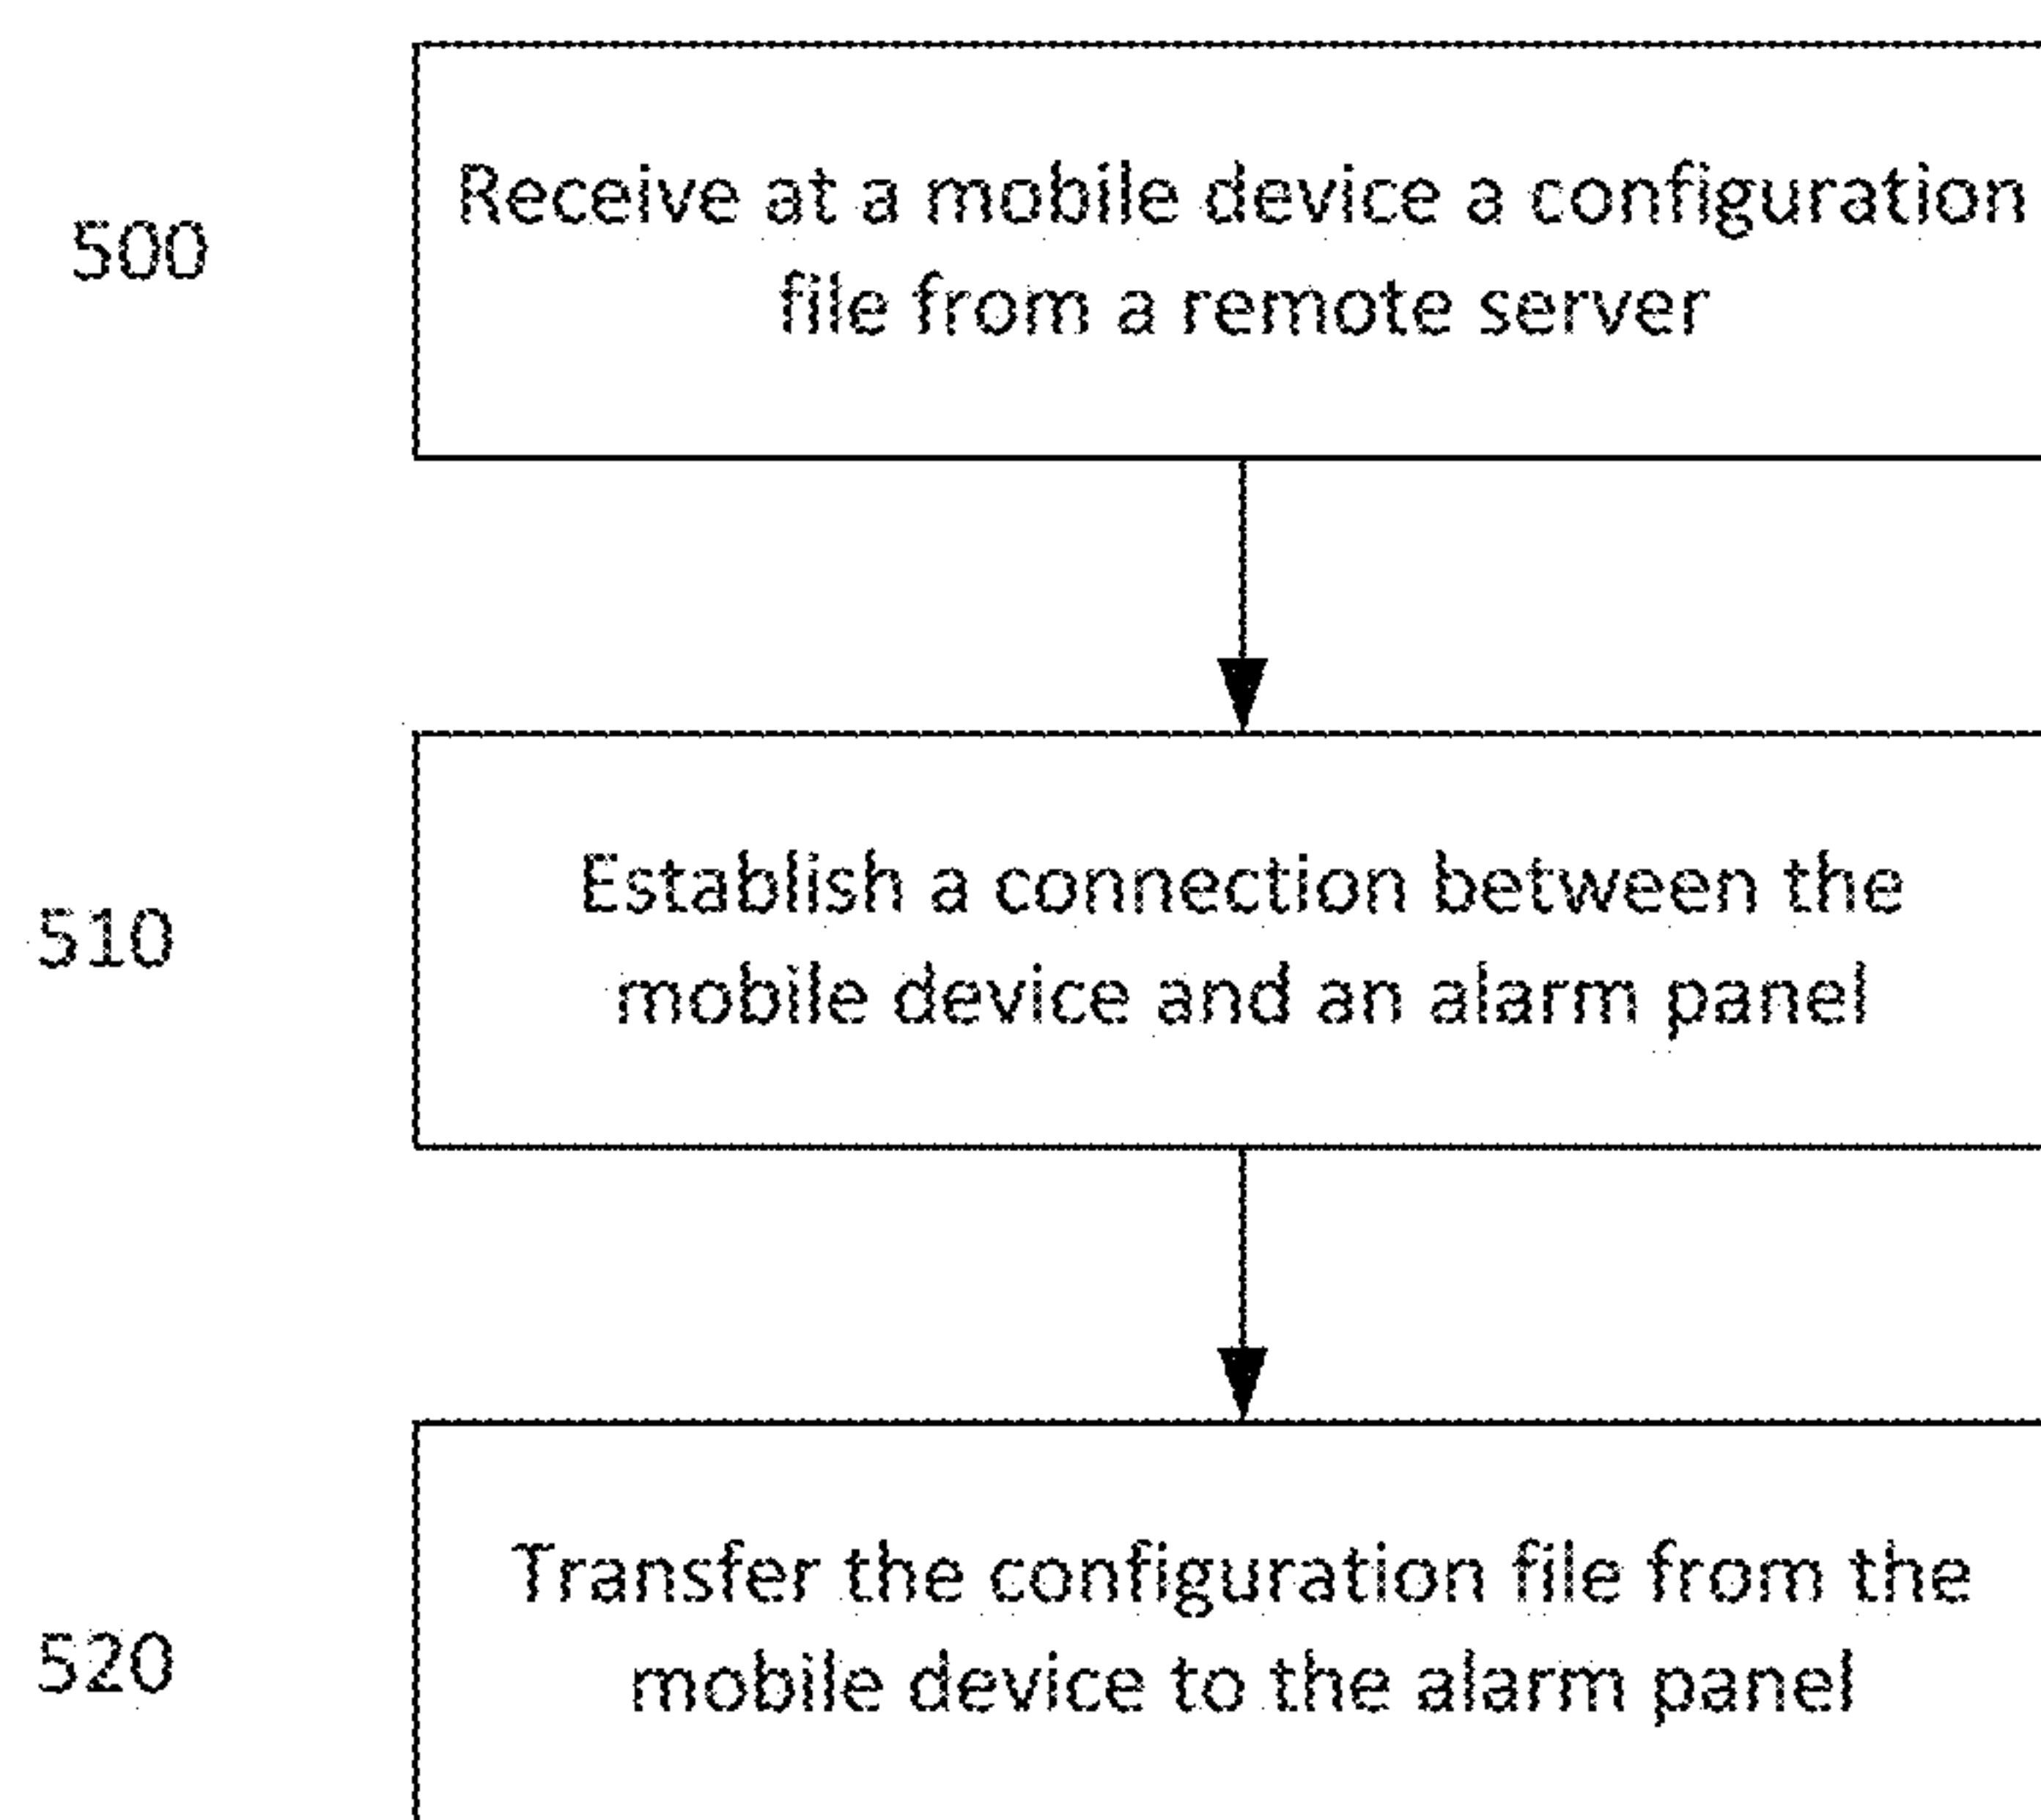 500
Receive at a mobile device a configuration
file from a remote server
510
Establish a connection between the
mobile device and an alarm panel
520
Transfer the configuration file from the
mobile device to the alarm panel